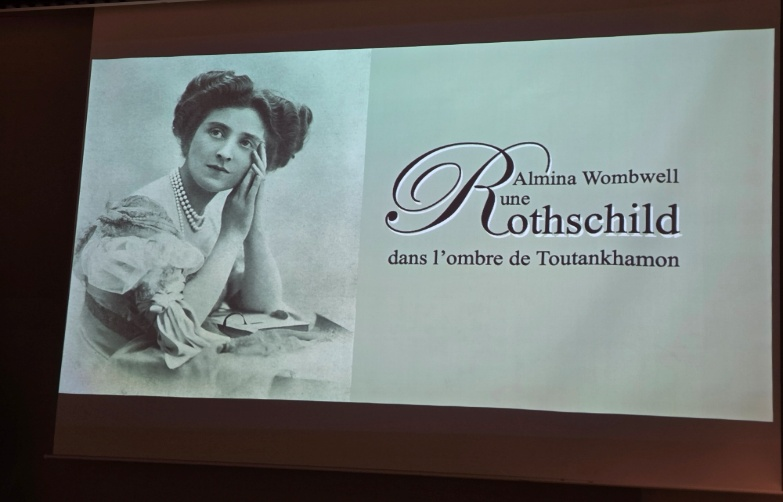 Almina Wombwell
une
Rothschild
dans l'ombre de Toutankhamon